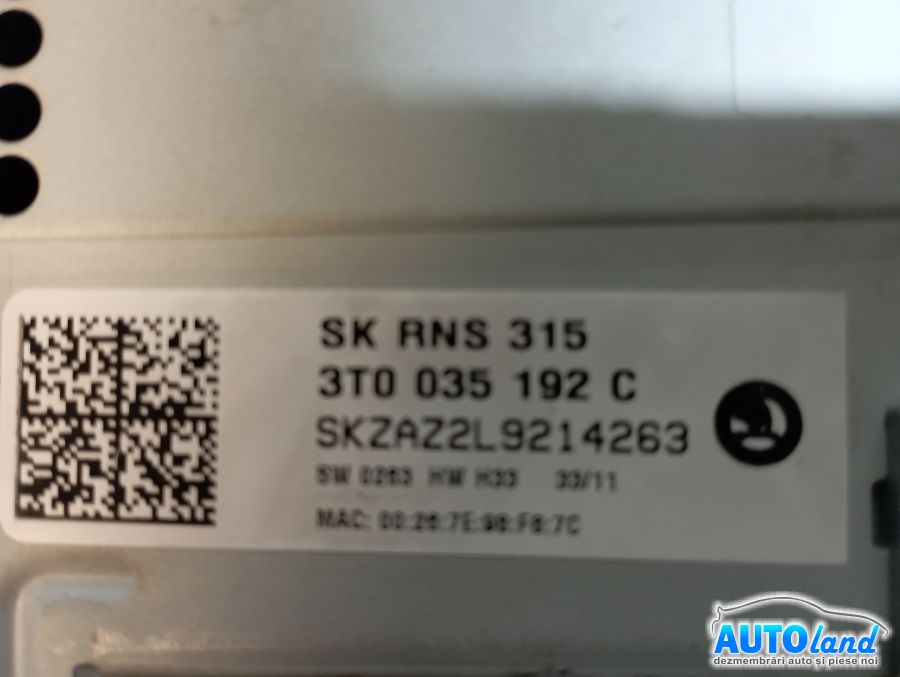 SK RNS 315
3T0 035 192 C
SKZAZ2L9214263
SW 0263 HW H33 33/11
MAC: 00:26:7E:98:F8:7C
AUTOland
dezmembrări auto și piese noi